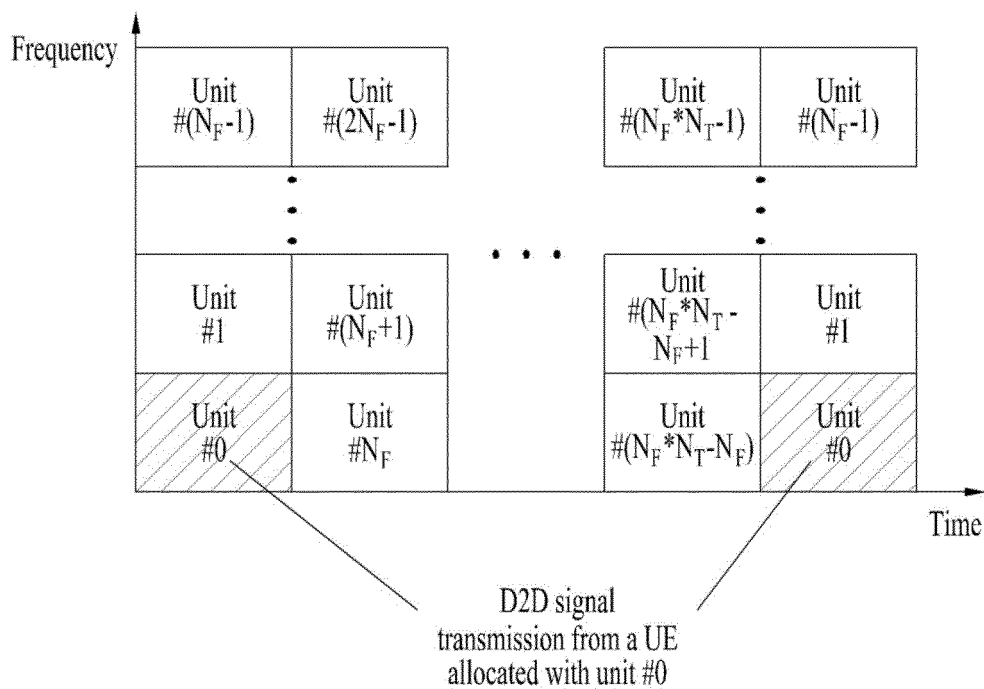 Frequency
Unit
#(N_F-1)
Unit
#(2N_F-1)
Unit
#(N_F*N_T-1)
Unit
#(N_F-1)
Unit
#1
Unit
#(N_F+1)
Unit
#(N_F*N_T -
N_F+1
Unit
#1
Unit
#0
Unit
#N_F
Unit
#(N_F*N_T-N_F)
Unit
#0
Time
D2D signal
transmission from a UE
allocated with unit #0